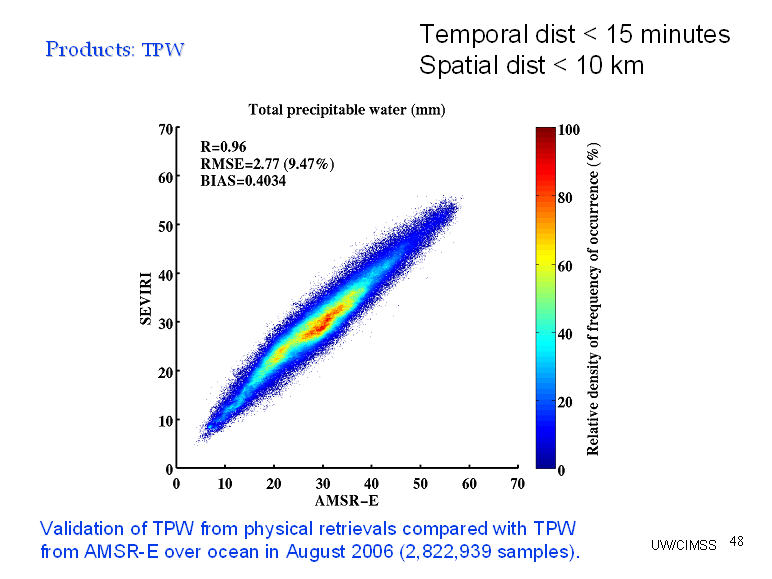 Products: TPW
Temporal dist < 15 minutes
Spatial dist < 10 km
Total precipitable water (mm)
R=0.96
RMSE=2.77 (9.47%)
BIAS=0.4034
70
60
50
40
30
20
10
0
SEVIRI
0 10 20 30 40 50 60 70
AMSR−E
100
80
60
40
20
0
Relative density of frequency of occurrence (%)
Validation of TPW from physical retrievals compared with TPW
from AMSR-E over ocean in August 2006 (2,822,939 samples).
UW/CIMSS 48